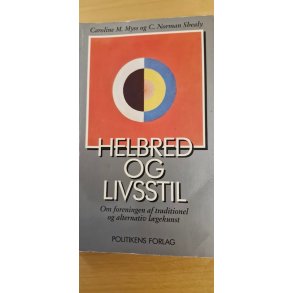 Caroline M. Myss og C. Norman Shealy
HELBRED
OG
LIVSSTIL
Om foreningen af traditionel
og alternativ lægekunst
POLITIKENS FORLAG